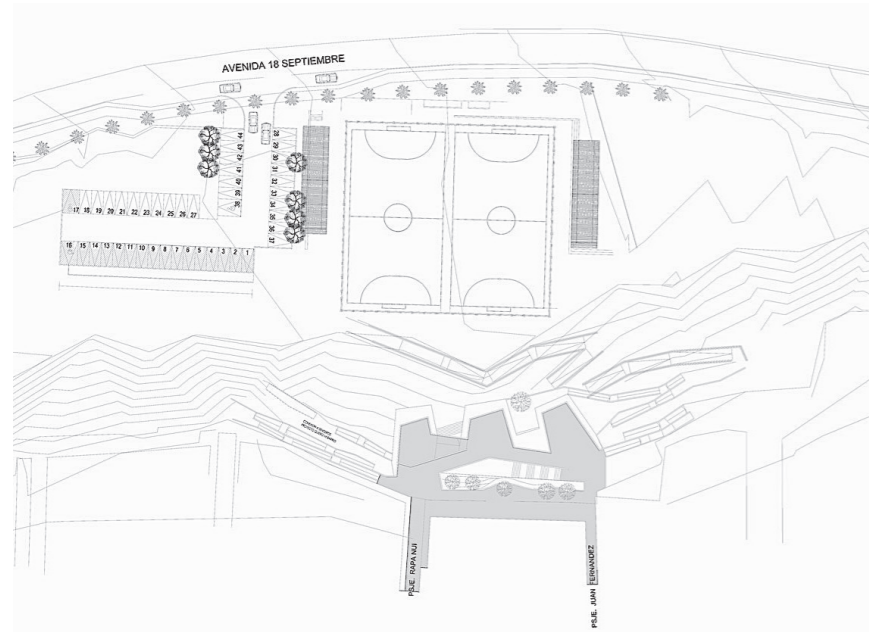 AVENIDA 18 SEPTIEMBRE
44 43 42 41 40 39 38
28 29 30 31 32 33 34 35 36 37
17 18 19 20 21 22 23 24 25 26 27
16 15 14 13 12 11 10 9 8 7 6 5 4 3 2 1
PSJE. RAPA NUI
PSJE. JUAN FERNANDEZ